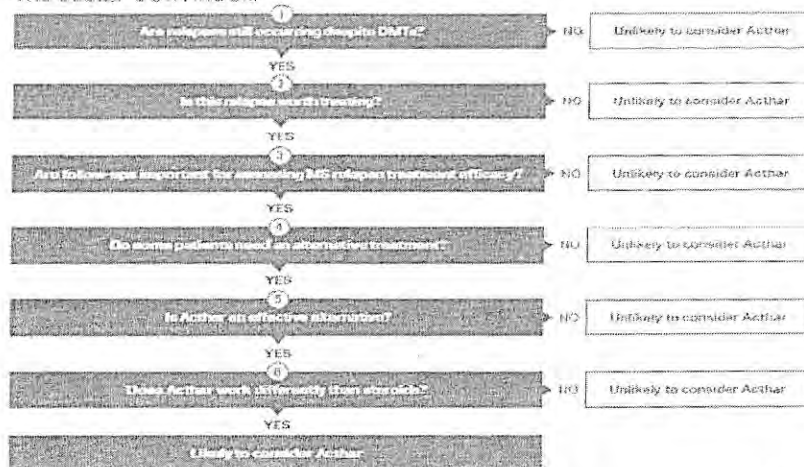 1
Are relapses still occurring despite DMTs?
NO
Unlikely to consider Acthar
YES
2
Is this relapse worth treating?
NO
Unlikely to consider Acthar
YES
3
Are follow-ups important for assessing MS relapse treatment efficacy?
NO
Unlikely to consider Acthar
YES
4
Do some patients need an alternative treatment?
NO
Unlikely to consider Acthar
YES
5
Is Acthar an effective alternative?
NO
Unlikely to consider Acthar
YES
6
Does Acthar work differently than steroids?
NO
Unlikely to consider Acthar
YES
Likely to consider Acthar